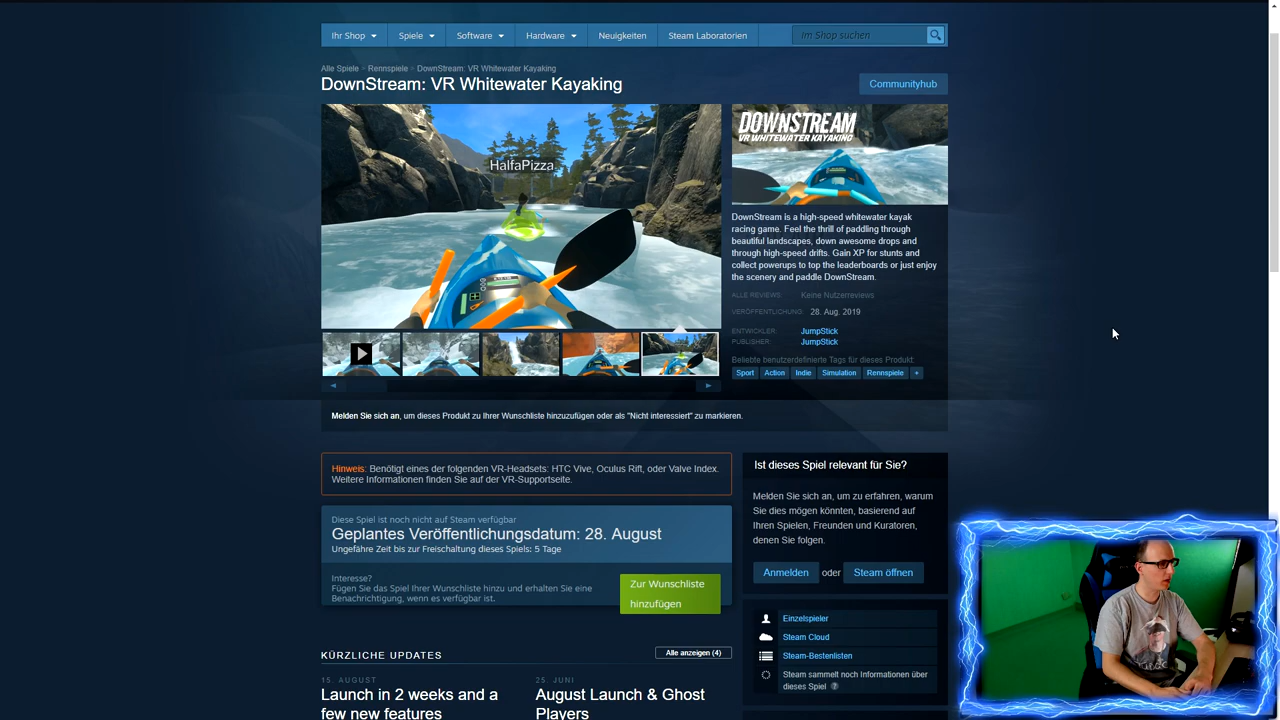 Ihr Shop
Spiele
Software
Hardware
Neuigkeiten
Steam Laboratorien
Im Shop suchen
Alle Spiele > Rennspiele > DownStream: VR Whitewater Kayaking
DownStream: VR Whitewater Kayaking
Communityhub
HalfaPizza
DOWNSTREAM
VR WHITEWATER KAYAKING
DownStream is a high-speed whitewater kayak
racing game. Feel the thrill of paddling through
beautiful landscapes, down awesome drops and
through high-speed drifts. Gain XP for stunts and
collect powerups to top the leaderboards or just enjoy
the scenery and paddle DownStream.
ALLE REVIEWS: Keine Nutzerreviews
VERÖFFENTLICHUNG: 28. Aug. 2019
ENTWICKLER: JumpStick
PUBLISHER: JumpStick
Beliebte benutzerdefinierte Tags für dieses Produkt:
Sport Action Indie Simulation Rennspiele +
Melden Sie sich an, um dieses Produkt zu Ihrer Wunschliste hinzuzufügen oder als "Nicht interessiert" zu markieren.
Hinweis: Benötigt eines der folgenden VR-Headsets: HTC Vive, Oculus Rift, oder Valve Index.
Weitere Informationen finden Sie auf der VR-Supportseite.
Diese Spiel ist noch nicht auf Steam verfügbar
Geplantes Veröffentlichungsdatum: 28. August
Ungefähre Zeit bis zur Freischaltung dieses Spiels: 5 Tage
Interesse?
Fügen Sie das Spiel Ihrer Wunschliste hinzu und erhalten Sie eine
Benachrichtigung, wenn es verfügbar ist.
Zur Wunschliste
hinzufügen
KÜRZLICHE UPDATES
Alle anzeigen (4)
15. AUGUST
Launch in 2 weeks and a
few new features
25. JUNI
August Launch & Ghost
Players
Ist dieses Spiel relevant für Sie?
Melden Sie sich an, um zu erfahren, warum
Sie dies mögen könnten, basierend auf
Ihren Spielen, Freunden und Kuratoren,
denen Sie folgen.
Anmelden oder Steam öffnen
Einzelspieler
Steam Cloud
Steam-Bestenlisten
Steam sammelt noch Informationen über
dieses Spiel ?